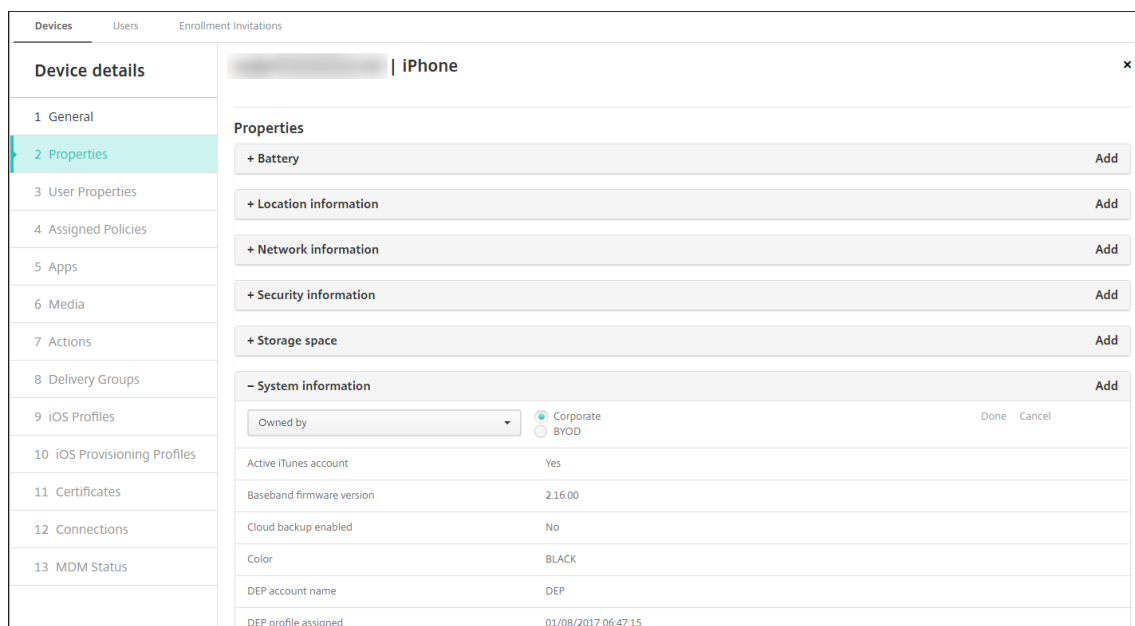 Devices Users Enrollment Invitations
Device details
| iPhone ×
1 General
2 Properties
3 User Properties
4 Assigned Policies
5 Apps
6 Media
7 Actions
8 Delivery Groups
9 iOS Profiles
10 iOS Provisioning Profiles
11 Certificates
12 Connections
13 MDM Status
Properties
+ Battery Add
+ Location information Add
+ Network information Add
+ Security information Add
+ Storage space Add
− System information Add
Owned by Corporate Done Cancel
BYOD
Active iTunes account Yes
Baseband firmware version 2.16.00
Cloud backup enabled No
Color BLACK
DEP account name DEP
DEP profile assigned 01/08/2017 06:47:15